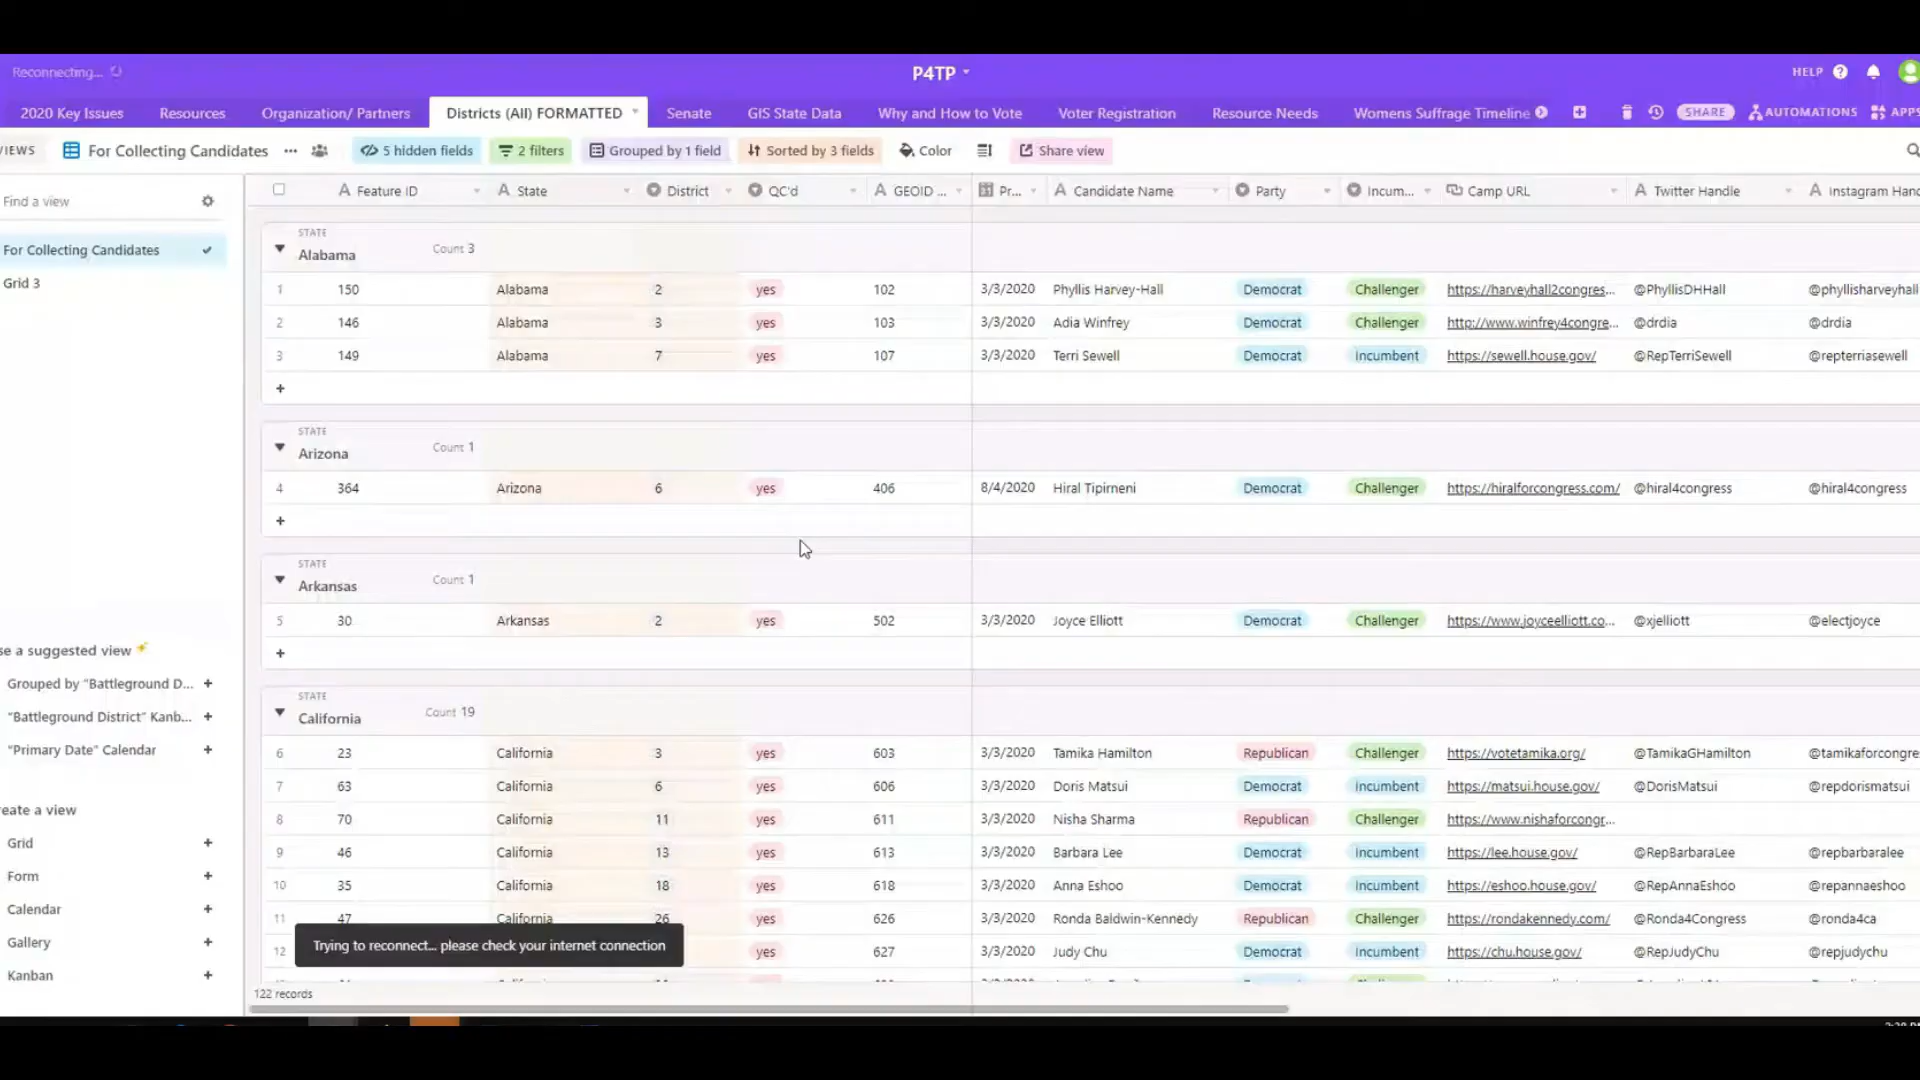 Reconnecting...
P4TP
HELP
2020 Key Issues
Resources
Organization/ Partners
Districts (All) FORMATTED
Senate
GIS State Data
Why and How to Vote
Voter Registration
Resource Needs
Womens Suffrage Timeline
SHARE
AUTOMATIONS
APPS
IEWS
For Collecting Candidates
5 hidden fields
2 filters
Grouped by 1 field
Sorted by 3 fields
Color
Share view
Find a view
For Collecting Candidates
Grid 3
se a suggested view
Grouped by "Battleground D...
"Battleground District" Kanb...
"Primary Date" Calendar
reate a view
Grid
Form
Calendar
Gallery
Kanban
Feature ID State District QC'd GEOID ... Pr... Candidate Name Party Incum... Camp URL Twitter Handle Instagram Hand
STATE
Alabama Count 3
1 150 Alabama 2 yes 102 3/3/2020 Phyllis Harvey-Hall Democrat Challenger https://harveyhall2congres... @PhyllisDHHall @phyllisharveyhall
2 146 Alabama 3 yes 103 3/3/2020 Adia Winfrey Democrat Challenger http://www.winfrey4congre... @drdia @drdia
3 149 Alabama 7 yes 107 3/3/2020 Terri Sewell Democrat Incumbent https://sewell.house.gov/ @RepTerriSewell @repterriasewell
STATE
Arizona Count 1
4 364 Arizona 6 yes 406 8/4/2020 Hiral Tipirneni Democrat Challenger https://hiralforcongress.com/ @hiral4congress @hiral4congress
STATE
Arkansas Count 1
5 30 Arkansas 2 yes 502 3/3/2020 Joyce Elliott Democrat Challenger https://www.joyceelliott.co... @xjelliott @electjoyce
STATE
California Count 19
6 23 California 3 yes 603 3/3/2020 Tamika Hamilton Republican Challenger https://votetamika.org/ @TamikaGHamilton @tamikaforcongre
7 63 California 6 yes 606 3/3/2020 Doris Matsui Democrat Incumbent https://matsui.house.gov/ @DorisMatsui @repdorismatsui
8 70 California 11 yes 611 3/3/2020 Nisha Sharma Republican Challenger https://www.nishaforcongr...
9 46 California 13 yes 613 3/3/2020 Barbara Lee Democrat Incumbent https://lee.house.gov/ @RepBarbaraLee @repbarbaralee
10 35 California 18 yes 618 3/3/2020 Anna Eshoo Democrat Incumbent https://eshoo.house.gov/ @RepAnnaEshoo @repannaeshoo
11 47 California 26 yes 626 3/3/2020 Ronda Baldwin-Kennedy Republican Challenger https://rondakennedy.com/ @Ronda4Congress @ronda4ca
12 yes 627 3/3/2020 Judy Chu Democrat Incumbent https://chu.house.gov/ @RepJudyChu @repjudychu
Trying to reconnect... please check your internet connection
122 records